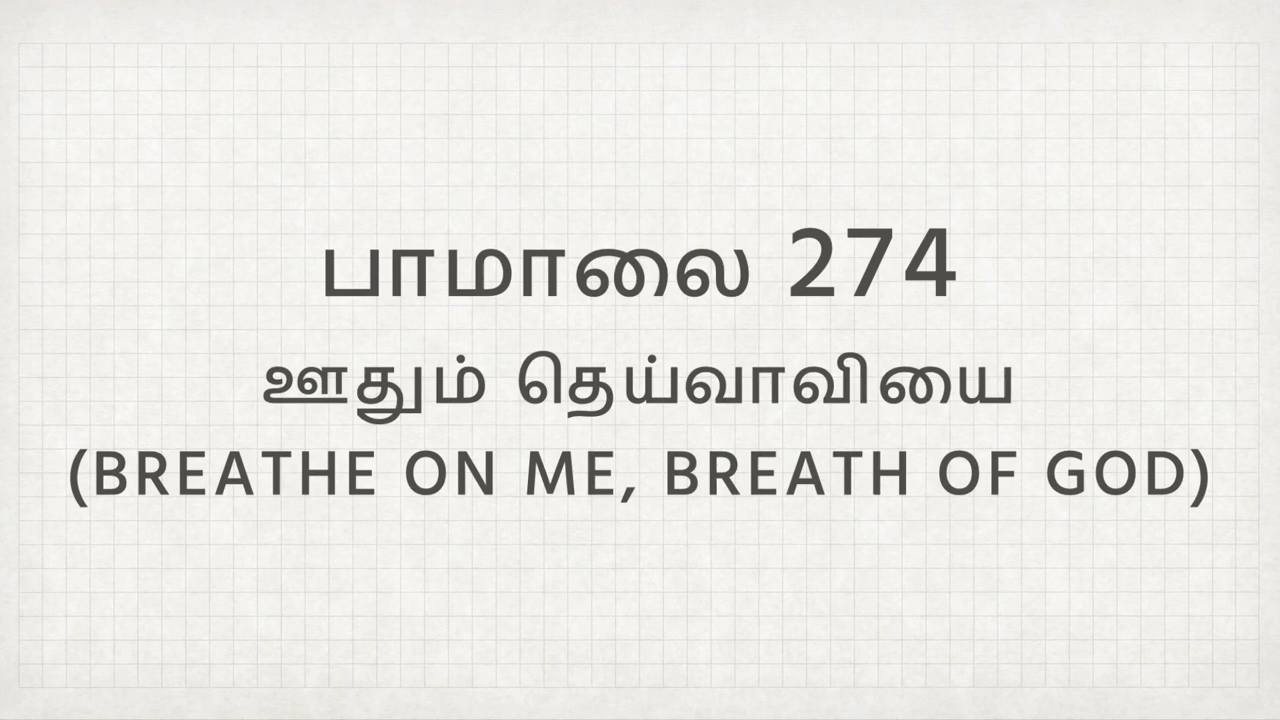 பாமாலை 274
ஊதும் தெய்வாவியை
(BREATHE ON ME, BREATH OF GOD)